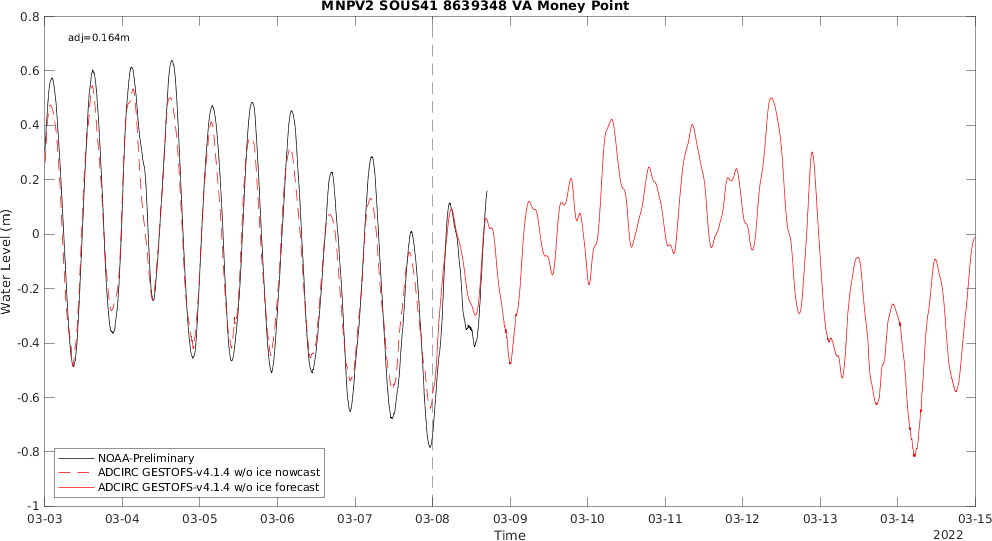 MNPV2 SOUS41 8639348 VA Money Point
adj=0.164m
0.8
0.6
0.4
0.2
0
-0.2
-0.4
-0.6
-0.8
-1
Water Level (m)
NOAA-Preliminary
ADCIRC GESTOFS-v4.1.4 w/o ice nowcast
ADCIRC GESTOFS-v4.1.4 w/o ice forecast
03-03 03-04 03-05 03-06 03-07 03-08 03-09 03-10 03-11 03-12 03-13 03-14 03-15
Time
2022